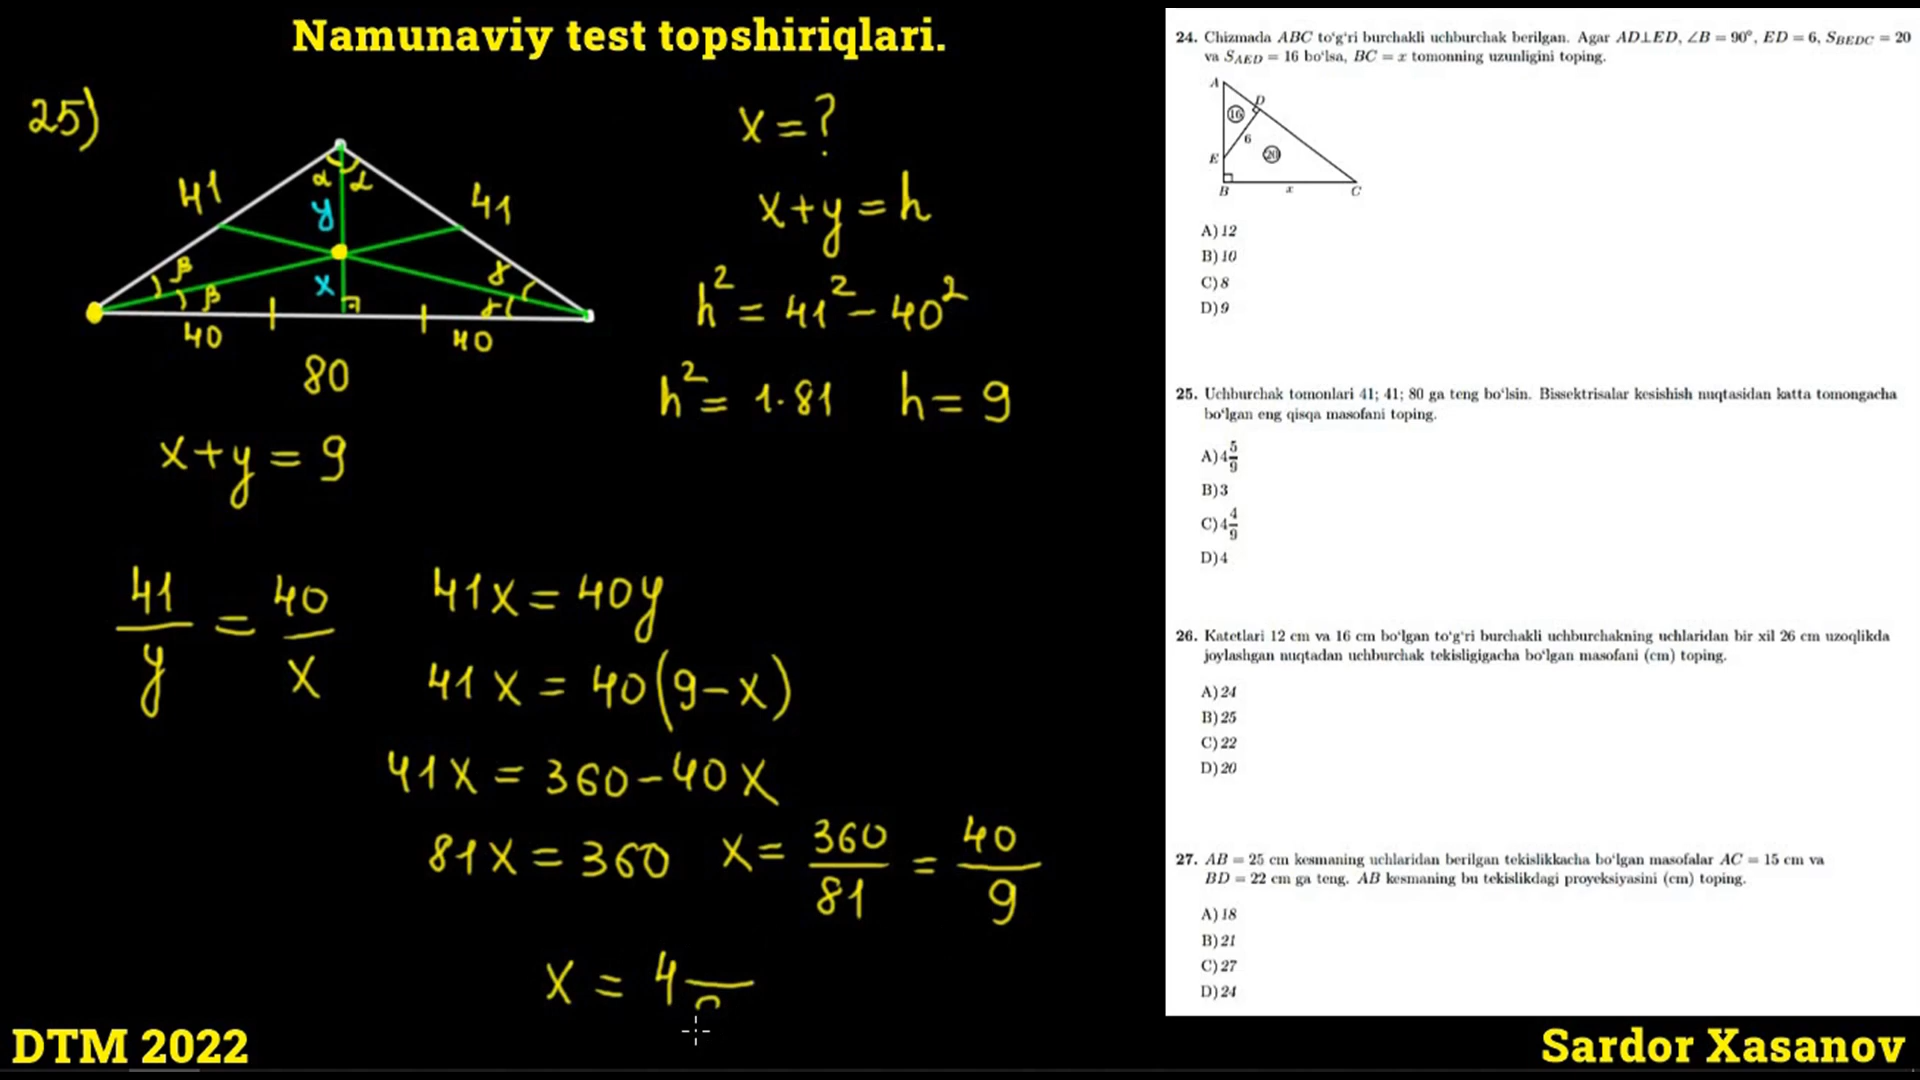 Namunaviy test topshiriqlari.
25)
41
41
α
α
y
x
β
β
γ
γ
40
40
80
x = ?
x+y = h
h² = 41² − 40²
h² = 1·81 h = 9
x+y = 9
41/y = 40/x
41x = 40y
41x = 40(9−x)
41x = 360−40x
81x = 360 x = 360/81 = 40/9
x = 4
24. Chizmada ABC to‘g‘ri burchakli uchburchak berilgan. Agar AD⊥ED, ∠B = 90°, ED = 6, S_BEDC = 20
va S_AED = 16 bo‘lsa, BC = x tomonning uzunligini toping.
A
D
16
6
20
E
B
x
C
A) 12
B) 10
C) 8
D) 9
25. Uchburchak tomonlari 41; 41; 80 ga teng bo‘lsin. Bissektrisalar kesishish nuqtasidan katta tomongacha
bo‘lgan eng qisqa masofani toping.
A) 4 5/9
B) 3
C) 4 4/9
D) 4
26. Katetlari 12 cm va 16 cm bo‘lgan to‘g‘ri burchakli uchburchakning uchlaridan bir xil 26 cm uzoqlikda
joylashgan nuqtadan uchburchak tekisligigacha bo‘lgan masofani (cm) toping.
A) 24
B) 25
C) 22
D) 20
27. AB = 25 cm kesmaning uchlaridan berilgan tekislikkacha bo‘lgan masofalar AC = 15 cm va
BD = 22 cm ga teng. AB kesmaning bu tekislikdagi proyeksiyasini (cm) toping.
A) 18
B) 21
C) 27
D) 24
DTM 2022
Sardor Xasanov